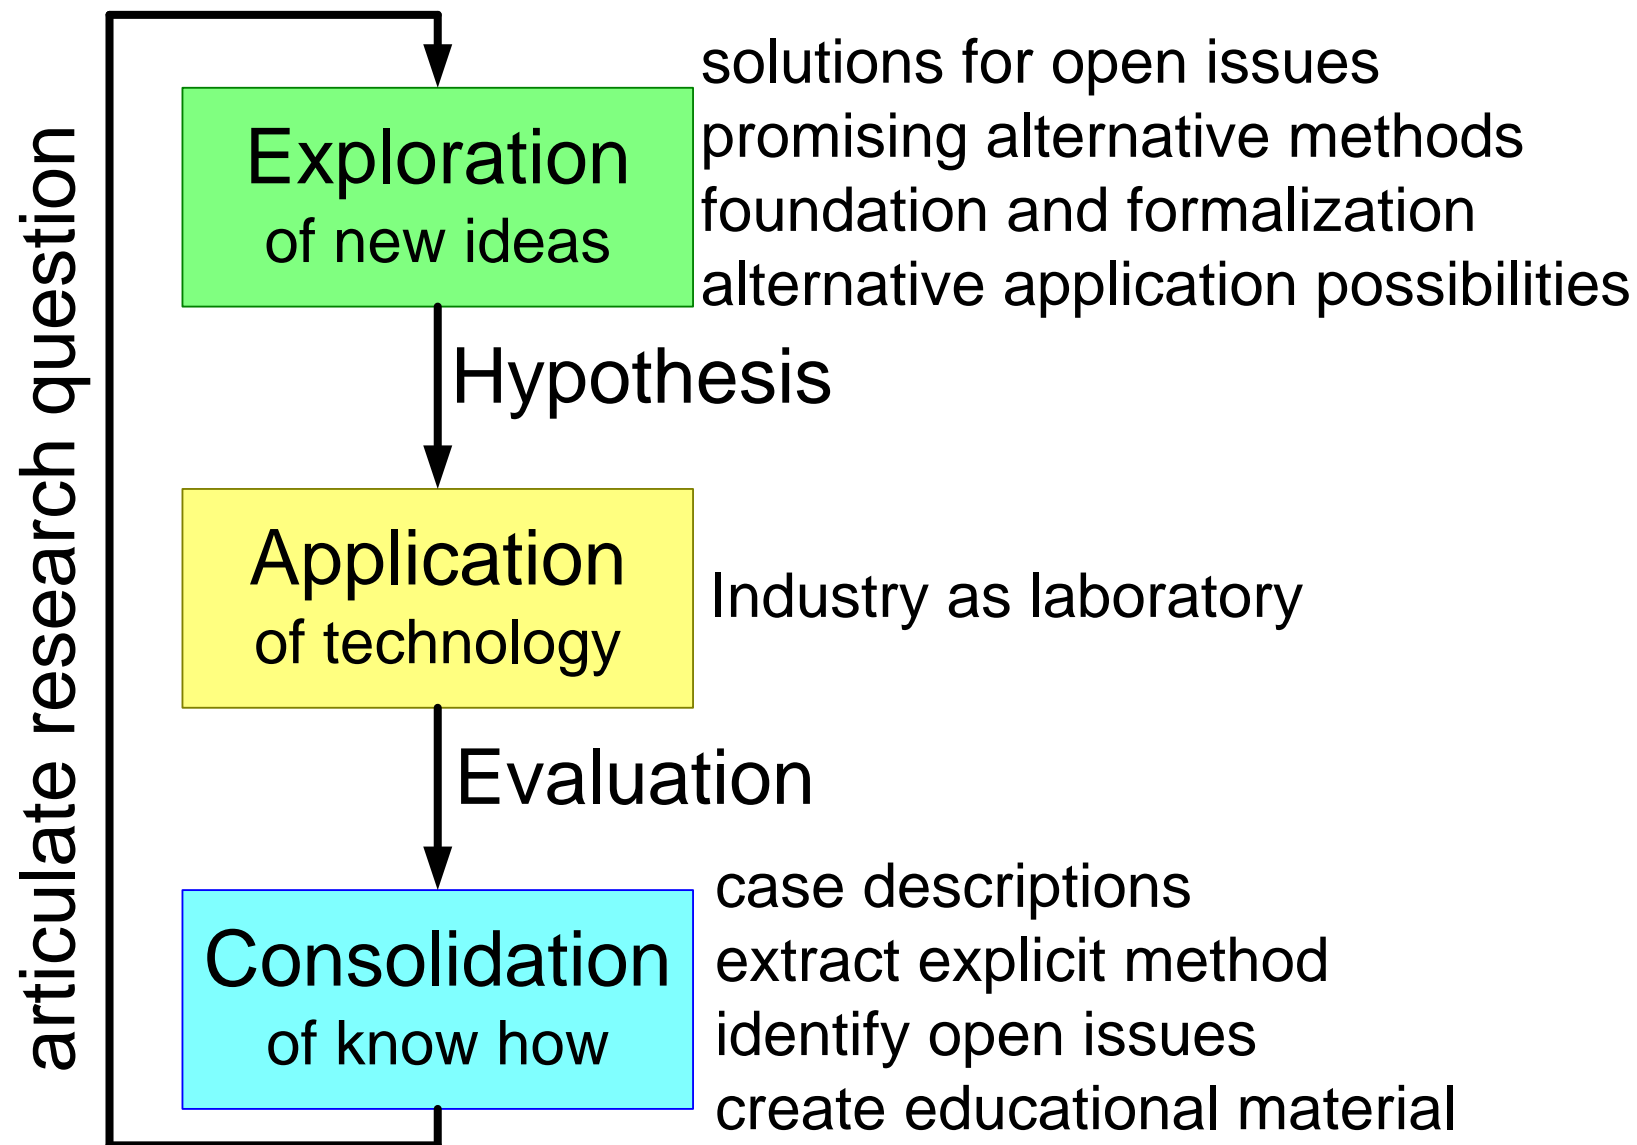 articulate research question
Exploration
of new ideas
solutions for open issues
promising alternative methods
foundation and formalization
alternative application possibilities
Hypothesis
Application
of technology
Industry as laboratory
Evaluation
Consolidation
of know how
case descriptions
extract explicit method
identify open issues
create educational material